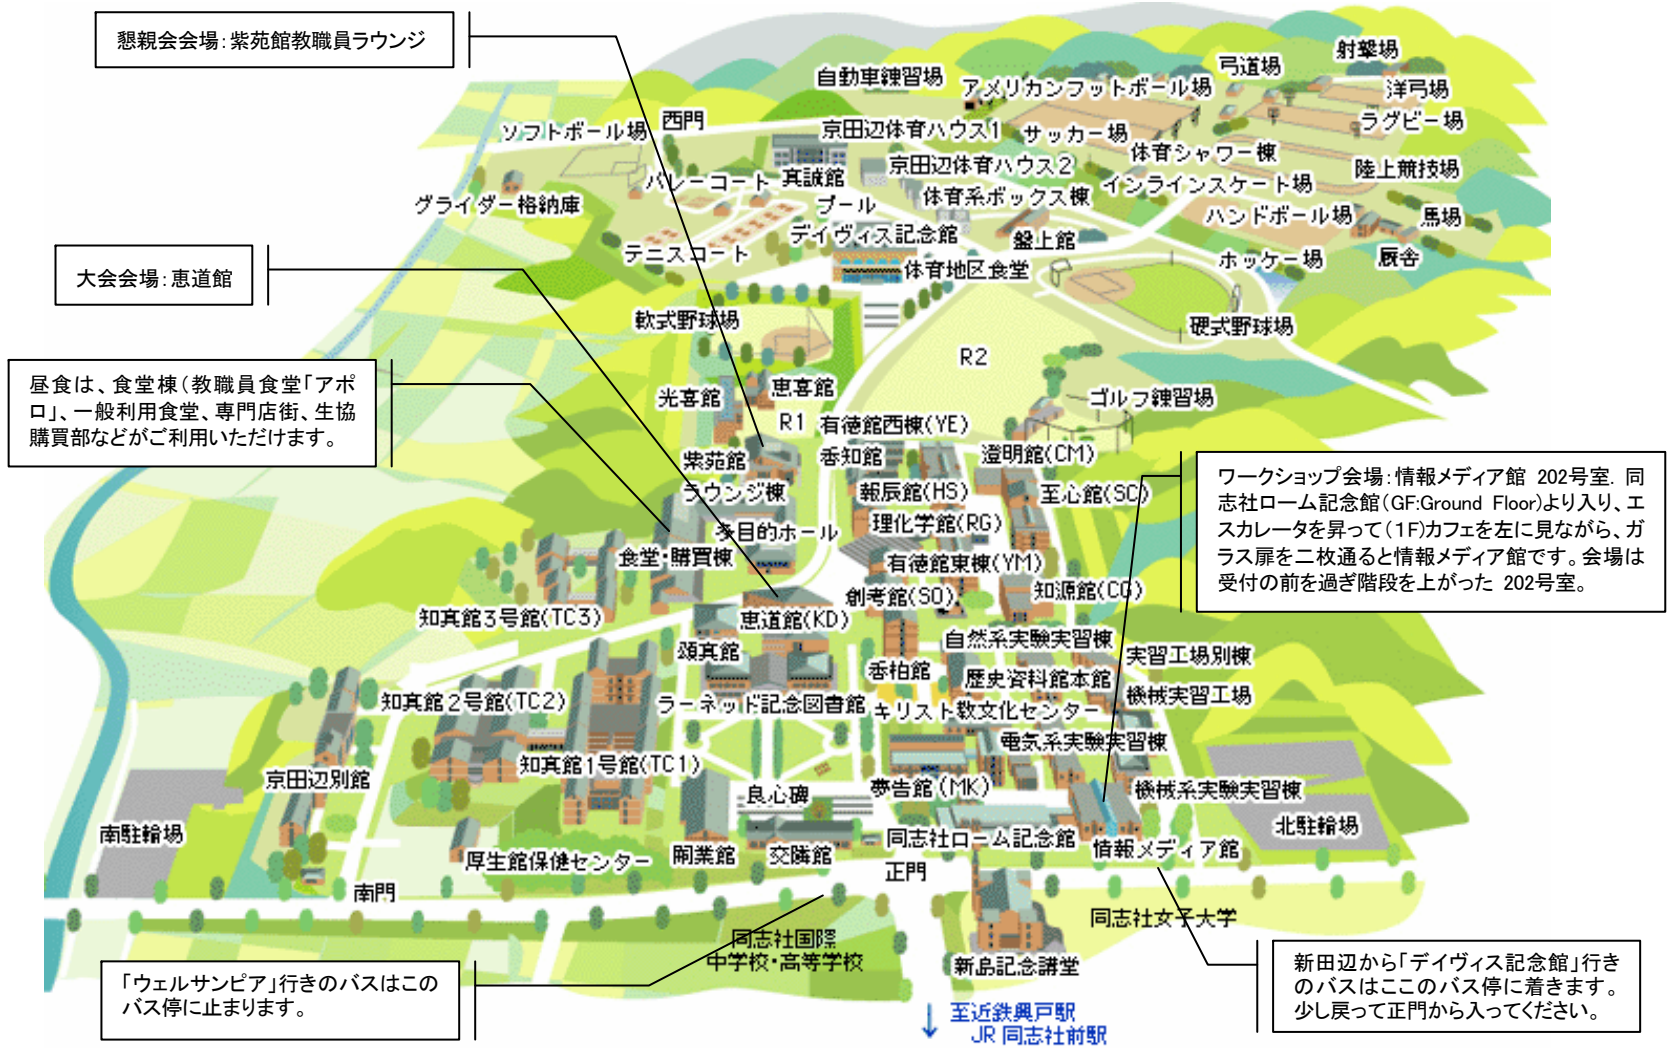 懇親会会場：紫苑館教職員ラウンジ
大会会場：恵道館
昼食は、食堂棟（教職員食堂「アポ
ロ」、一般利用食堂、専門店街、生協
購買部などがご利用いただけます。
ワークショップ会場：情報メディア館 202号室. 同
志社ローム記念館（GF:Ground Floor)より入り、エ
スカレータを昇って（１F)カフェを左に見ながら、ガ
ラス扉を二枚通ると情報メディア館です。会場は
受付の前を過ぎ階段を上がった 202号室。
「ウェルサンピア」行きのバスはこの
バス停に止まります。
新田辺から「デイヴィス記念館」行き
のバスはここのバス停に着きます。
少し戻って正門から入ってください。
射撃場
弓道場
自動車練習場
アメリカンフットボール場
洋弓場
ラグビー場
西門
ソフトボール場
京田辺体育ハウス1
サッカー場
体育シャワー棟
京田辺体育ハウス2
陸上競技場
バレーコート
真誠館
インラインスケート場
体育系ボックス棟
グライダー格納庫
プール
ハンドボール場
馬場
デイヴィス記念館
盤上館
テニスコート
ホッケー場
厩舎
体育地区食堂
軟式野球場
硬式野球場
R2
恵喜館
光喜館
ゴルフ練習場
R1
有徳館西棟(YE)
紫苑館
香知館
澄明館(CM)
ラウンジ棟
報辰館(HS)
至心館(SC)
多目的ホール
理化学館(RG)
食堂・購買棟
有徳館東棟(YM)
知源館(CG)
創考館(SO)
知真館3号館(TC3)
恵道館(KD)
自然系実験実習棟
頌真館
香柏館
実習工場別棟
歴史資料館本館
機械実習工場
知真館2号館(TC2)
ラーネッド記念図書館
キリスト教文化センター
電気系実験実習棟
知真館1号館(TC1)
京田辺別館
良心碑
夢告館(MK)
機械系実験実習棟
南駐輪場
北駐輪場
同志社ローム記念館
情報メディア館
厚生館保健センター
開業館
交隣館
正門
南門
同志社女子大学
同志社国際
中学校・高等学校
新島記念講堂
至近鉄興戸駅
JR 同志社前駅